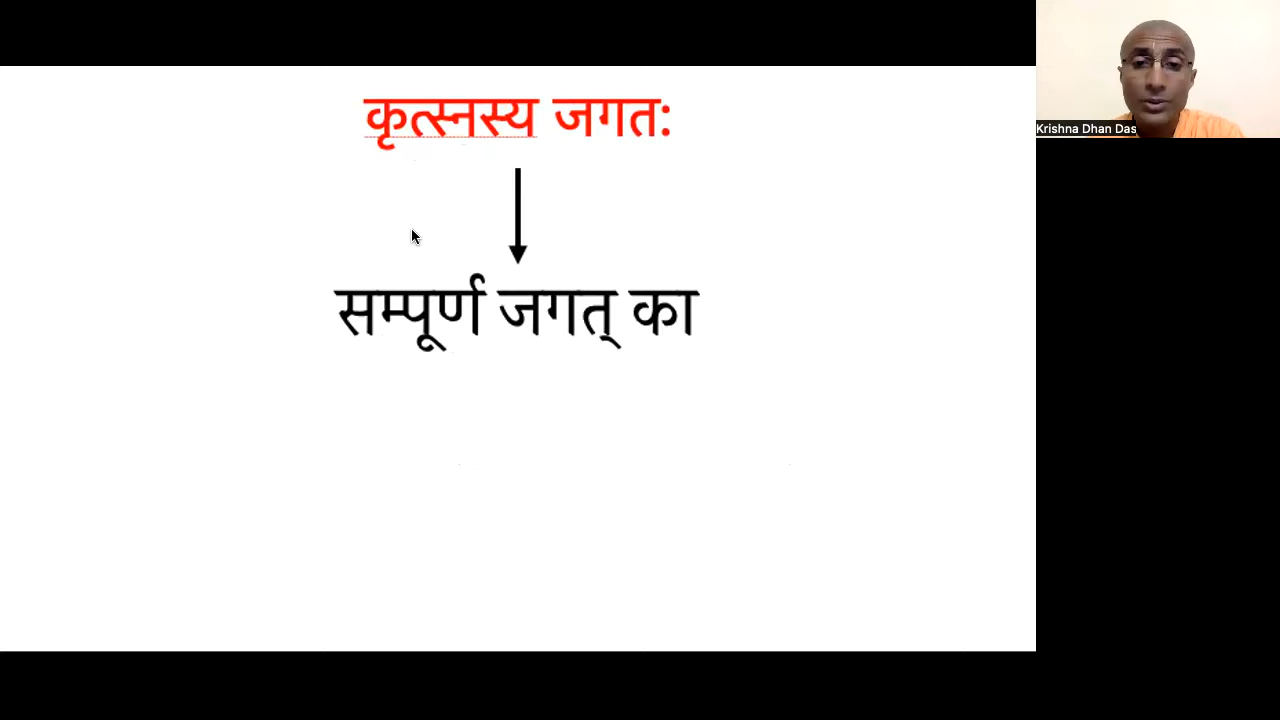 कृत्स्नस्य जगतः
सम्पूर्ण जगत् का
Krishna Dhan Das